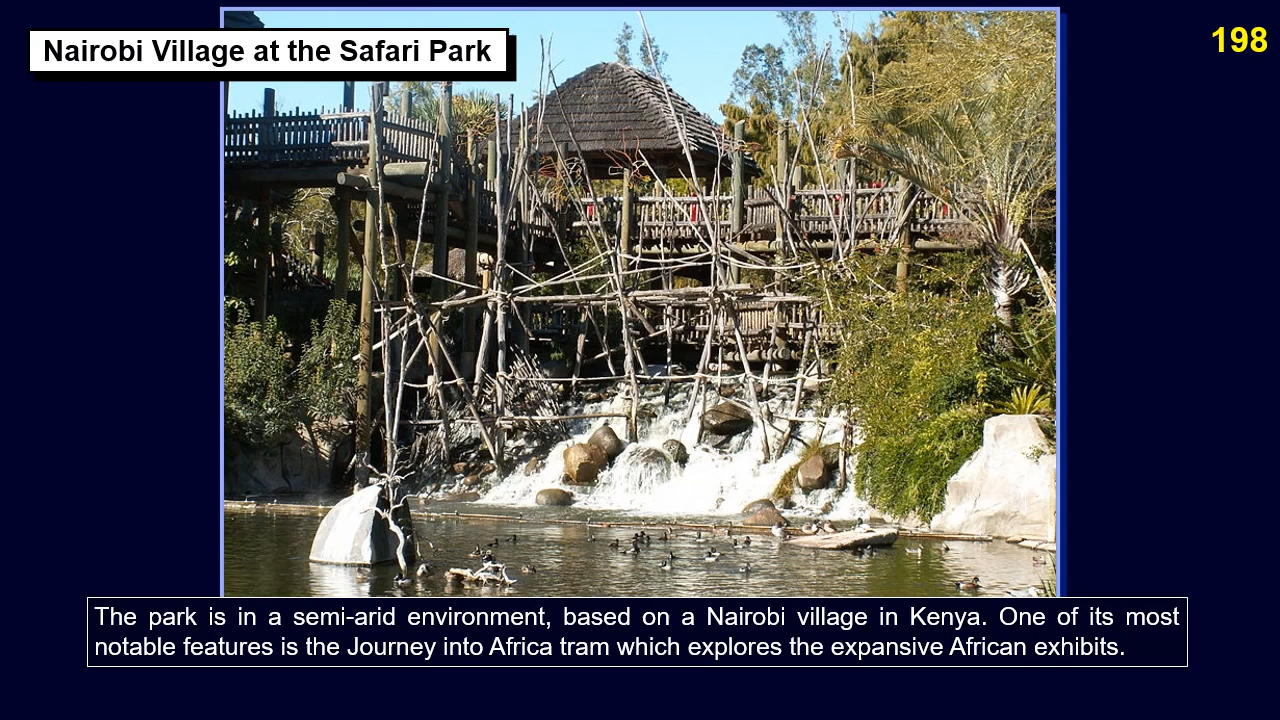 Nairobi Village at the Safari Park
198
The park is in a semi-arid environment, based on a Nairobi village in Kenya. One of its most
notable features is the Journey into Africa tram which explores the expansive African exhibits.